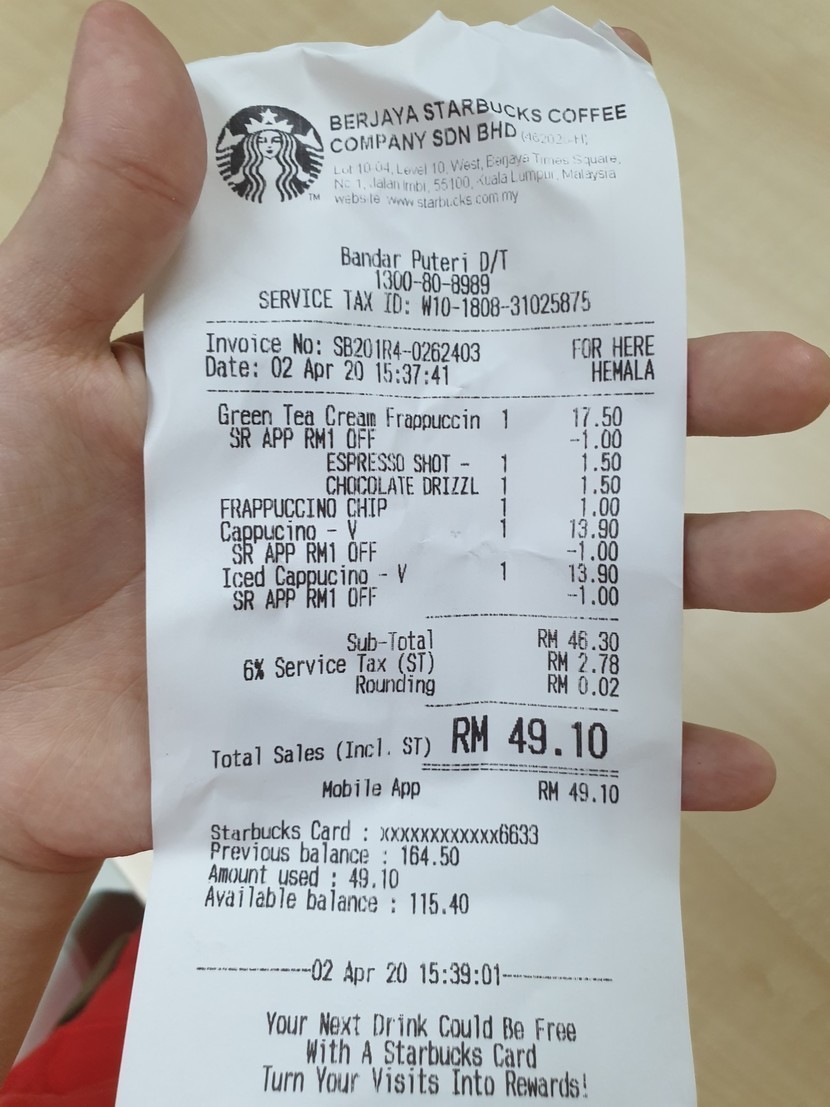 BERJAYA STARBUCKS COFFEE
COMPANY SDN BHD
TM
Lot 10-04, Level 10, West, Berjaya Times Square,
No 1, Jalan Imbi, 55100, Kuala Lumpur, Malaysia
website www.starbucks.com.my
Bandar Puteri D/T
1300-80-8989
SERVICE TAX ID: W10-1808-31025875
Invoice No: SB201R4-0262403 FOR HERE
Date: 02 Apr 20 15:37:41 HEMALA
Green Tea Cream Frappuccin 1 17.50
SR APP RM1 OFF -1.00
ESPRESSO SHOT - 1 1.50
CHOCOLATE DRIZZL 1 1.50
FRAPPUCCINO CHIP 1 1.00
Cappucino - V 1 13.90
SR APP RM1 OFF -1.00
Iced Cappucino - V 1 13.90
SR APP RM1 OFF -1.00
Sub-Total RM 46.30
6% Service Tax (ST) RM 2.78
Rounding RM 0.02
Total Sales (Incl. ST) RM 49.10
Mobile App RM 49.10
Starbucks Card : xxxxxxxxxxxx6633
Previous balance : 164.50
Amount used : 49.10
Available balance : 115.40
02 Apr 20 15:39:01
Your Next Drink Could Be Free
With A Starbucks Card
Turn Your Visits Into Rewards!